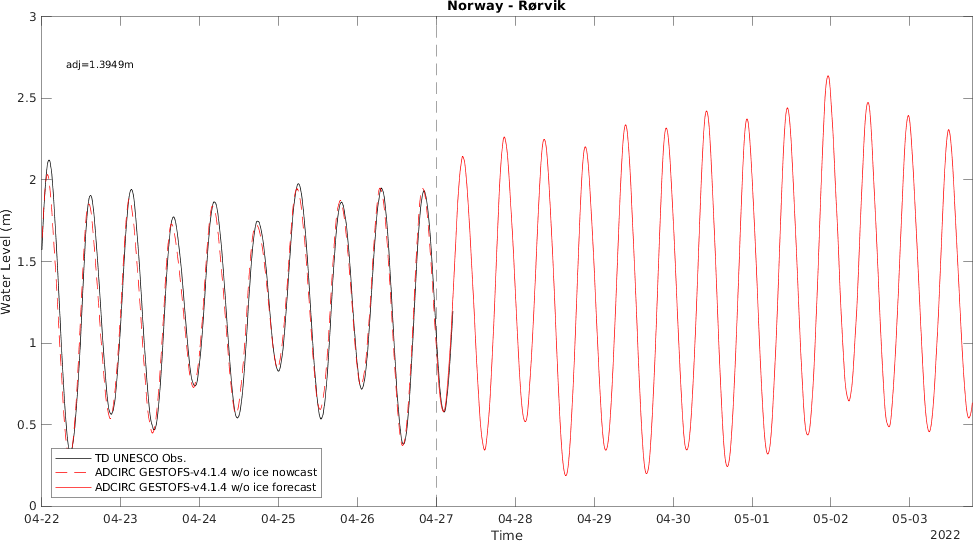 Norway - Rørvik
adj=1.3949m
Water Level (m)
3
2.5
2
1.5
1
0.5
0
TD UNESCO Obs.
ADCIRC GESTOFS-v4.1.4 w/o ice nowcast
ADCIRC GESTOFS-v4.1.4 w/o ice forecast
04-22 04-23 04-24 04-25 04-26 04-27 04-28 04-29 04-30 05-01 05-02 05-03
Time
2022